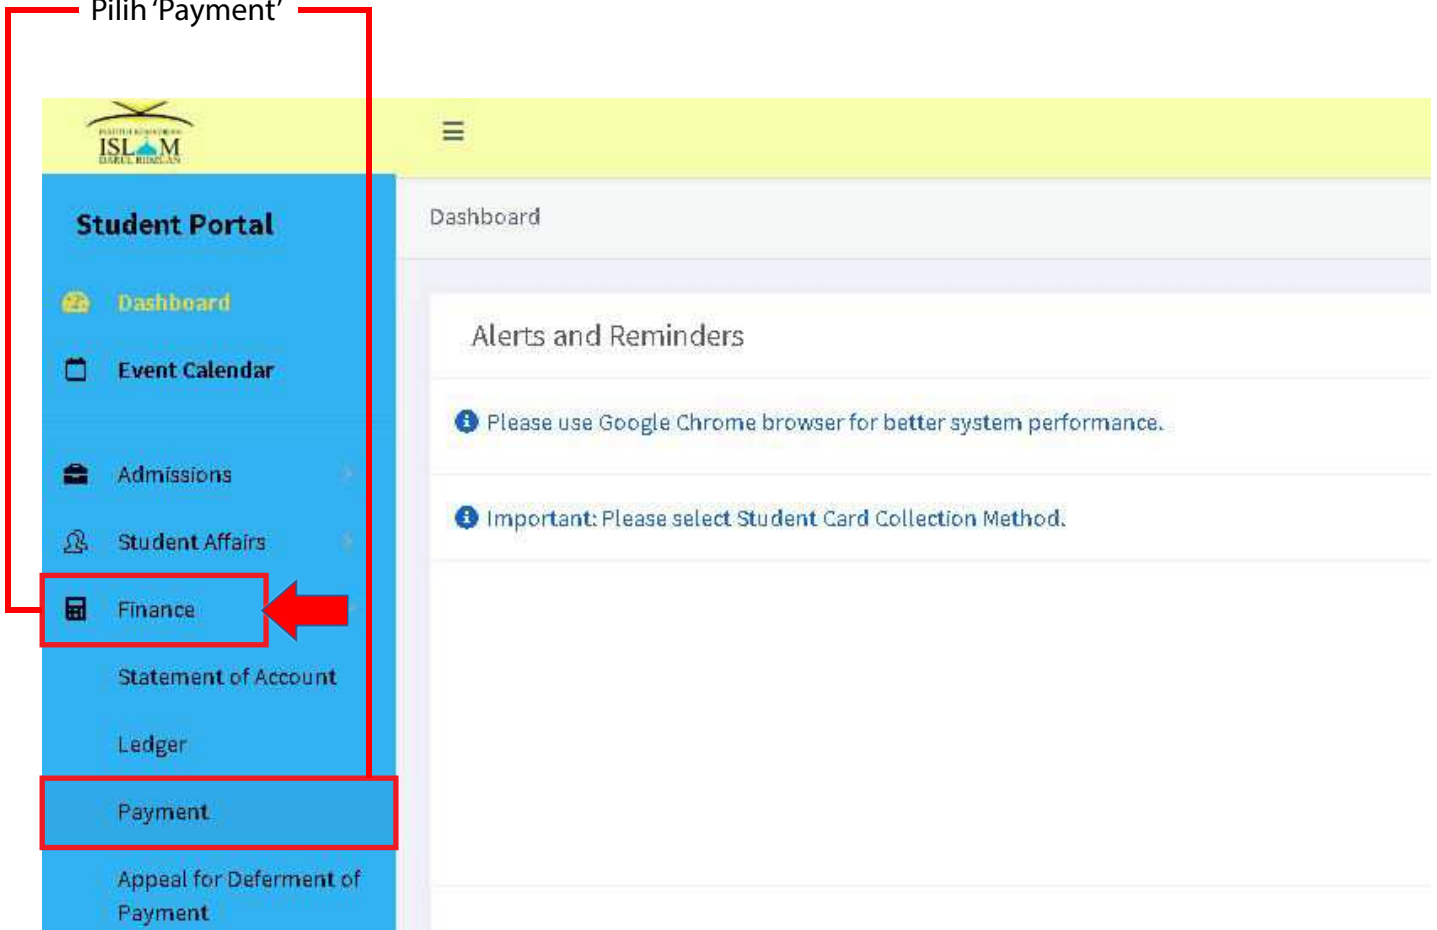 Pilih ‘Payment’
ISLAM
Student Portal
Dashboard
Dashboard
Event Calendar
Alerts and Reminders
Please use Google Chrome browser for better system performance.
Admissions
Important: Please select Student Card Collection Method.
Student Affairs
Finance
Statement of Account
Ledger
Payment
Appeal for Deferment of
Payment